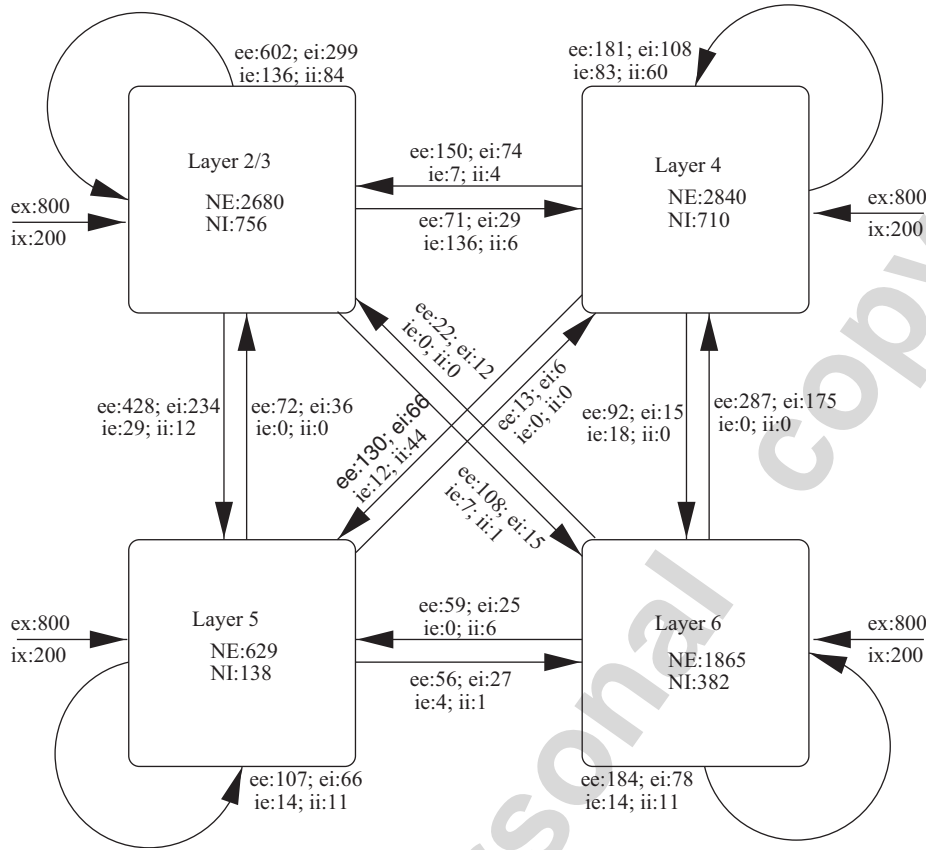 ee:602; ei:299
ie:136; ii:84
ee:181; ei:108
ie:83; ii:60
Layer 2/3
NE:2680
NI:756
ee:150; ei:74
ie:7; ii:4
ee:71; ei:29
ie:136; ii:6
Layer 4
NE:2840
NI:710
ex:800
ix:200
ex:800
ix:200
ee:22; ei:12
ie:0; ii:0
ee:13; ei:6
ie:0; ii:0
ee:428; ei:234
ie:29; ii:12
ee:72; ei:36
ie:0; ii:0
ee:130; ei:66
ie:12; ii:44
ee:108; ei:15
ie:7; ii:1
ee:92; ei:15
ie:18; ii:0
ee:287; ei:175
ie:0; ii:0
Layer 5
NE:629
NI:138
ee:59; ei:25
ie:0; ii:6
ee:56; ei:27
ie:4; ii:1
Layer 6
NE:1865
NI:382
ex:800
ix:200
ex:800
ix:200
ee:107; ei:66
ie:14; ii:11
ee:184; ei:78
ie:14; ii:11
copy
sonal